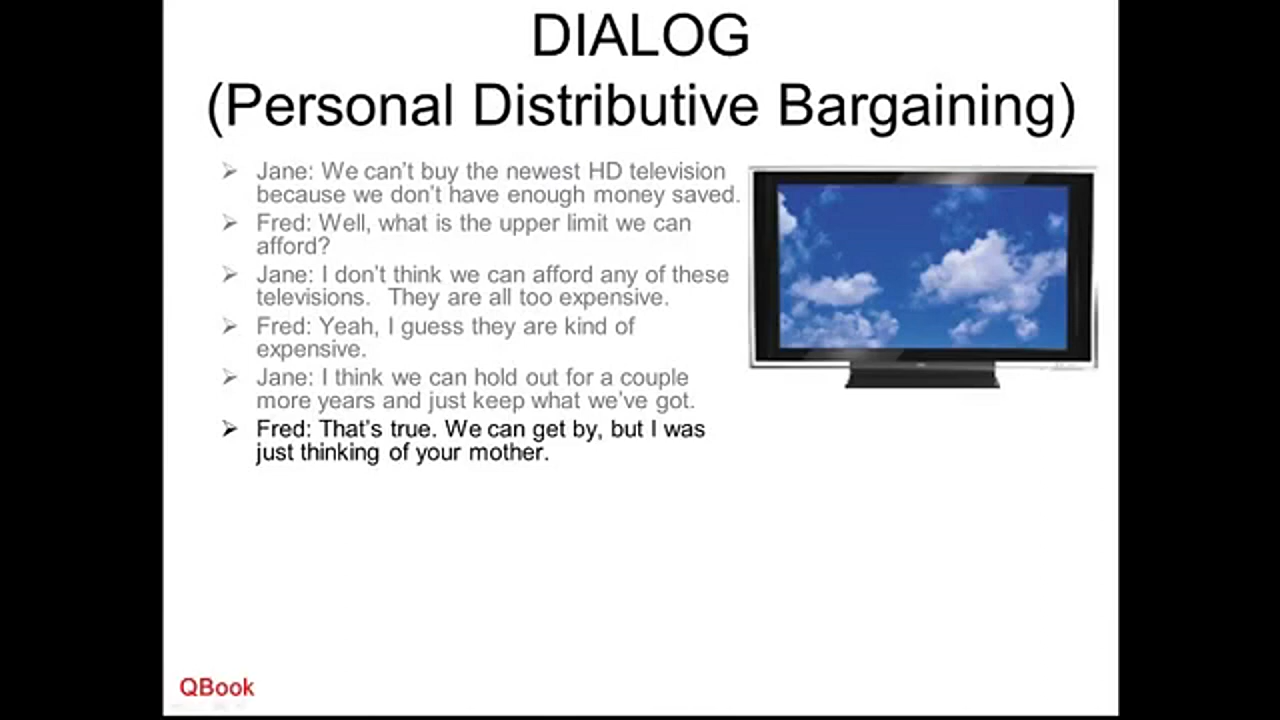 DIALOG
(Personal Distributive Bargaining)
Jane: We can't buy the newest HD television
because we don't have enough money saved.
Fred: Well, what is the upper limit we can
afford?
Jane: I don't think we can afford any of these
televisions. They are all too expensive.
Fred: Yeah, I guess they are kind of
expensive.
Jane: I think we can hold out for a couple
more years and just keep what we've got.
Fred: That's true. We can get by, but I was
just thinking of your mother.
QBook